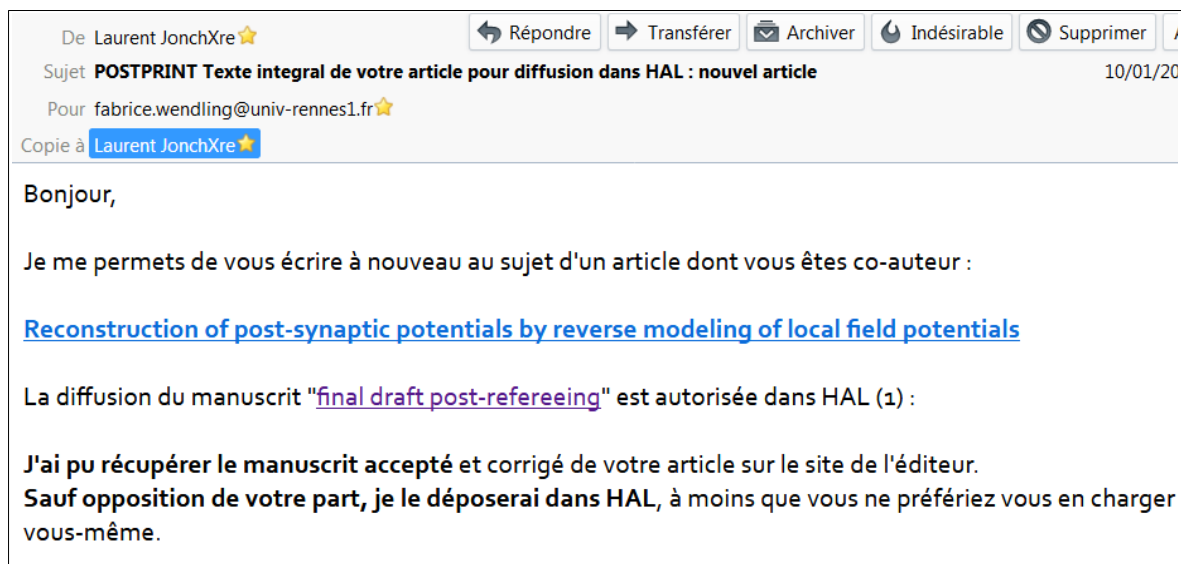 De Laurent JonchXre Répondre Transférer Archiver Indésirable Supprimer
Sujet POSTPRINT Texte integral de votre article pour diffusion dans HAL : nouvel article 10/01/20
Pour fabrice.wendling@univ-rennes1.fr
Copie à Laurent JonchXre
Bonjour,
Je me permets de vous écrire à nouveau au sujet d'un article dont vous êtes co-auteur :
Reconstruction of post-synaptic potentials by reverse modeling of local field potentials
La diffusion du manuscrit "final draft post-refereeing" est autorisée dans HAL (1) :
J'ai pu récupérer le manuscrit accepté et corrigé de votre article sur le site de l'éditeur.
Sauf opposition de votre part, je le déposerai dans HAL, à moins que vous ne préfériez vous en charger
vous-même.